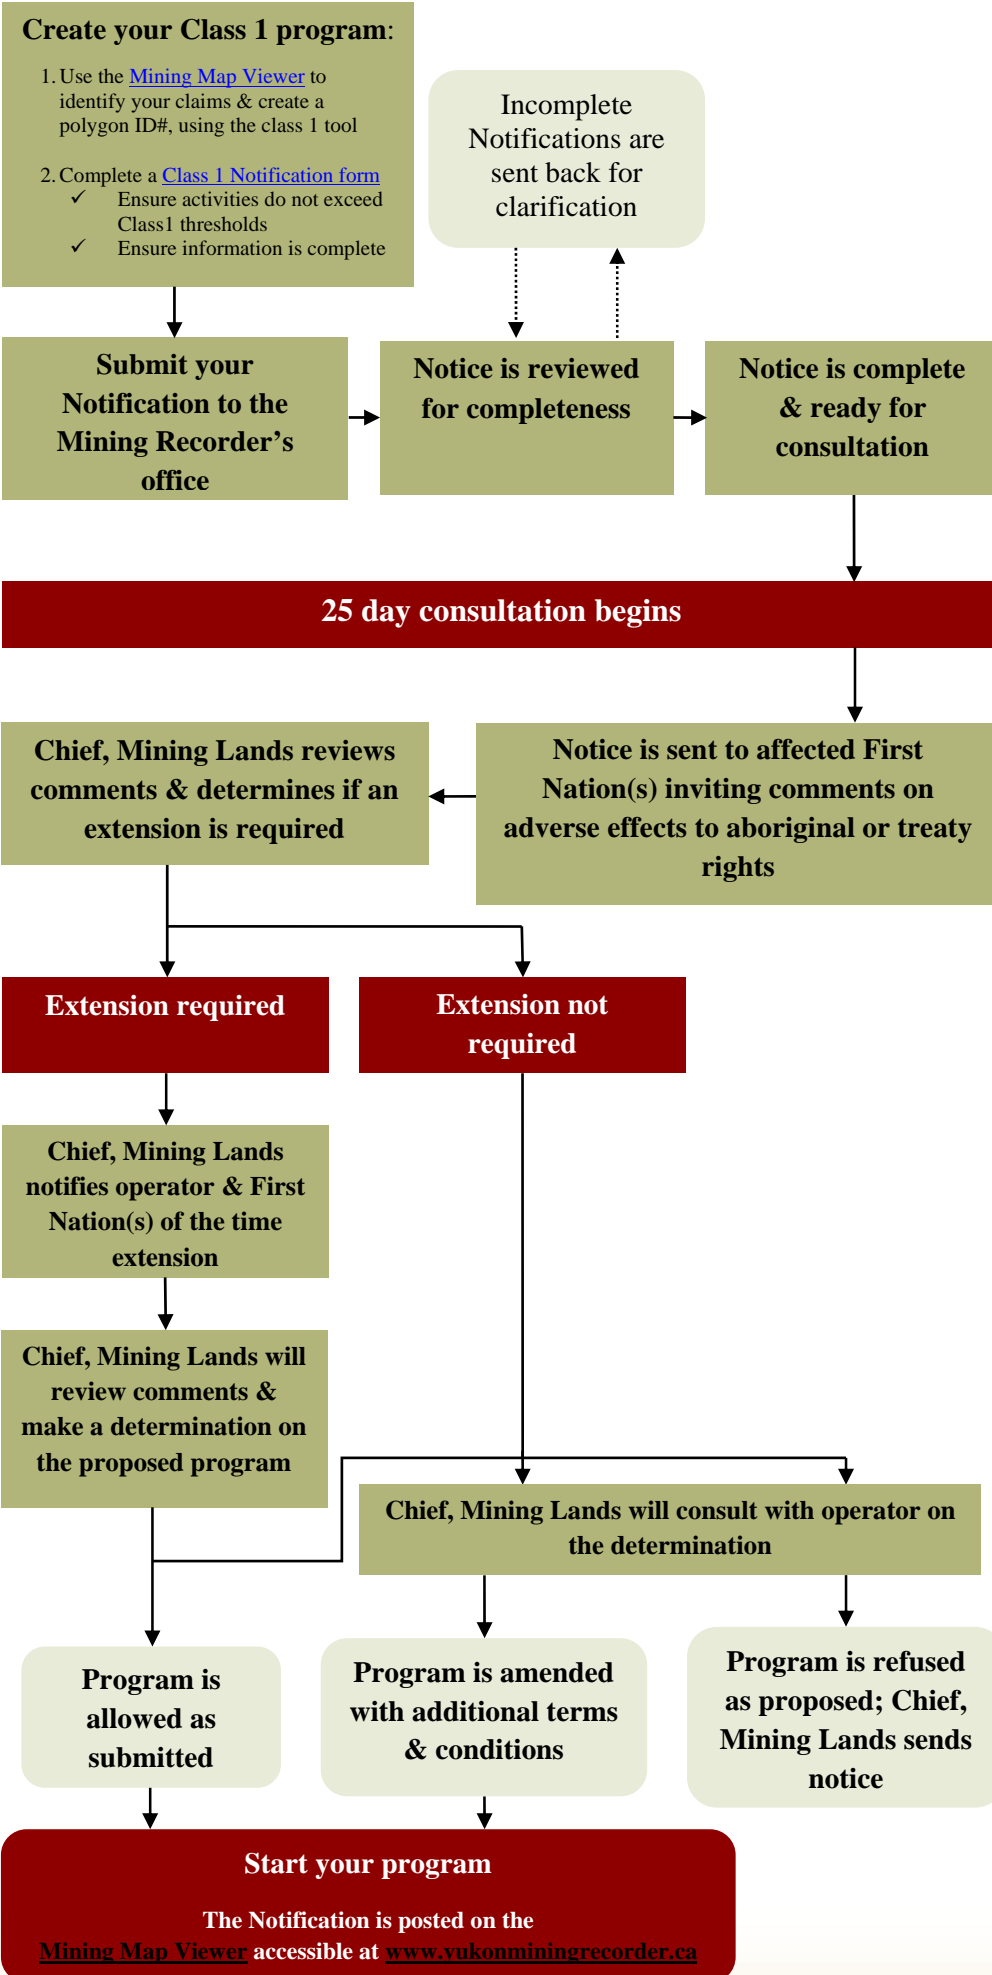 Create your Class 1 program:
1. Use the Mining Map Viewer to
identify your claims & create a
polygon ID#, using the class 1 tool
2. Complete a Class 1 Notification form
✓ Ensure activities do not exceed
Class1 thresholds
✓ Ensure information is complete
Incomplete
Notifications are
sent back for
clarification
Submit your
Notification to the
Mining Recorder’s
office
Notice is reviewed
for completeness
Notice is complete
& ready for
consultation
25 day consultation begins
Chief, Mining Lands reviews
comments & determines if an
extension is required
Notice is sent to affected First
Nation(s) inviting comments on
adverse effects to aboriginal or treaty
rights
Extension required
Extension not
required
Chief, Mining Lands
notifies operator & First
Nation(s) of the time
extension
Chief, Mining Lands will
review comments &
make a determination on
the proposed program
Chief, Mining Lands will consult with operator on
the determination
Program is
allowed as
submitted
Program is amended
with additional terms
& conditions
Program is refused
as proposed; Chief,
Mining Lands sends
notice
Start your program
The Notification is posted on the
Mining Map Viewer accessible at www.yukonminingrecorder.ca